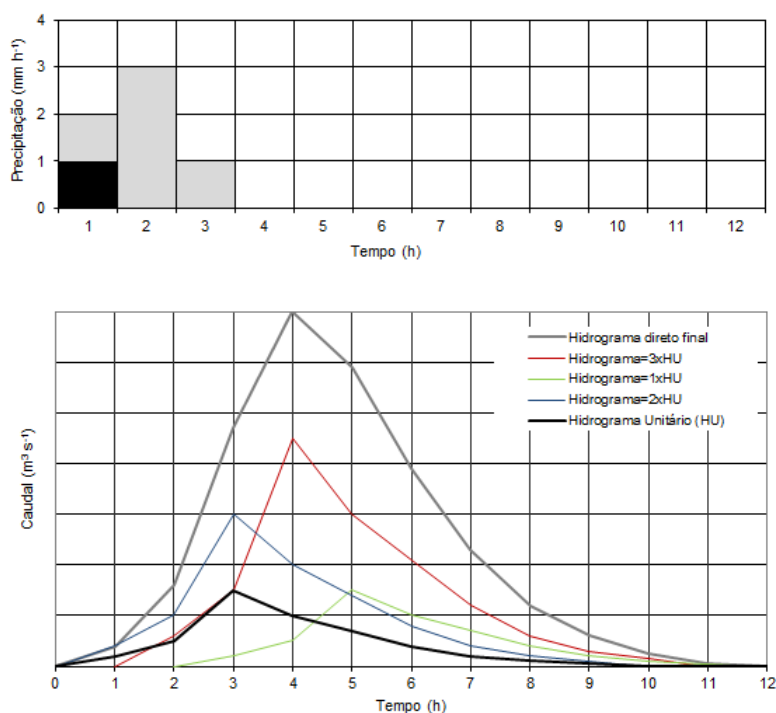 4
3
2
1
0
Precipitação (mm h⁻¹)
1 2 3 4 5 6 7 8 9 10 11 12
Tempo (h)
Hidrograma direto final
Hidrograma=3xHU
Hidrograma=1xHU
Hidrograma=2xHU
Hidrograma Unitário (HU)
Caudal (m³ s⁻¹)
0 1 2 3 4 5 6 7 8 9 10 11 12
Tempo (h)